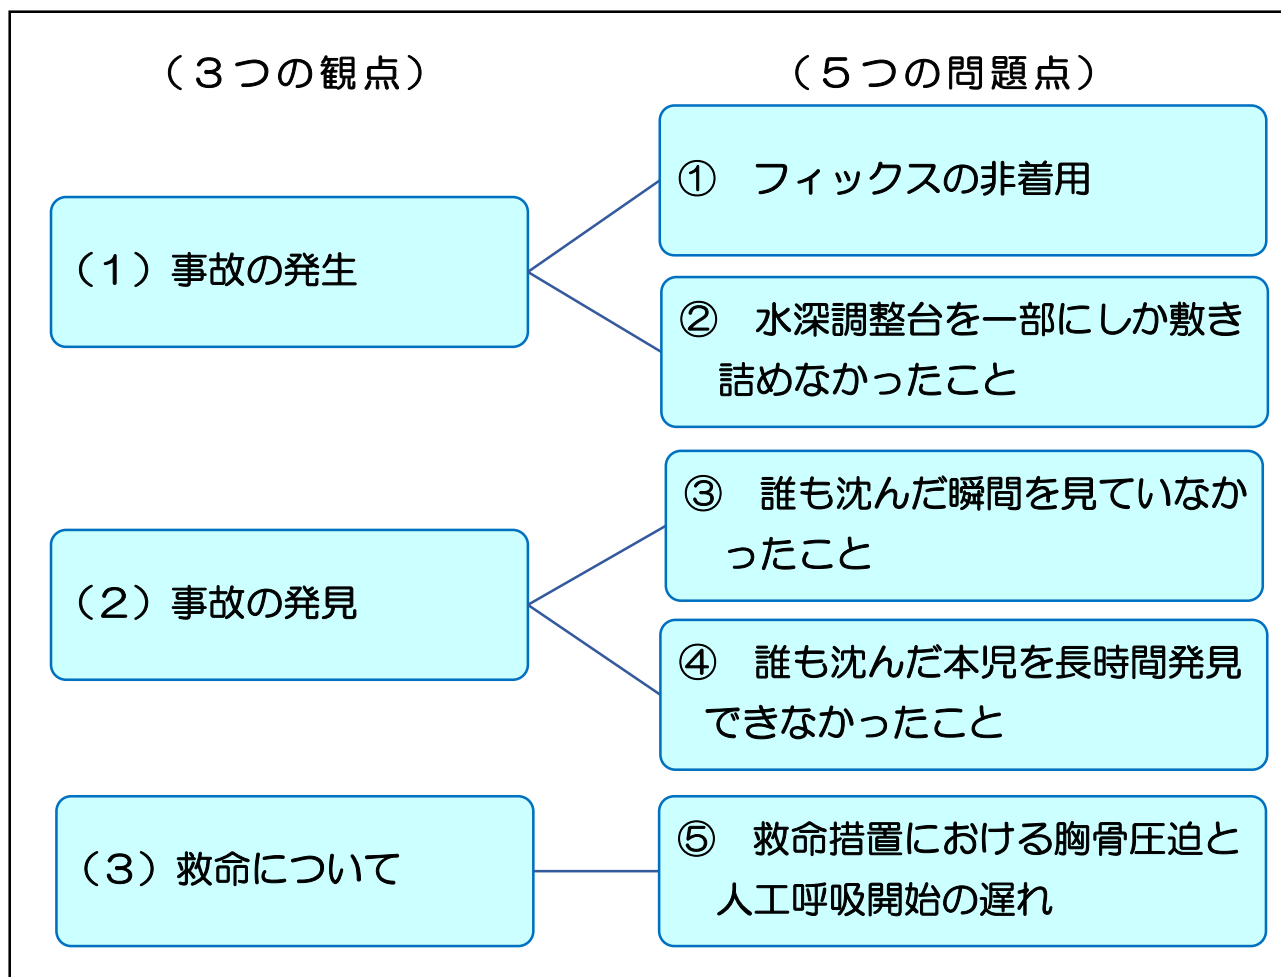 （３つの観点）
（５つの問題点）
（１）事故の発生
①　フィックスの非着用
②　水深調整台を一部にしか敷き
詰めなかったこと
（２）事故の発見
③　誰も沈んだ瞬間を見ていなか
ったこと
④　誰も沈んだ本児を長時間発見
できなかったこと
（３）救命について
⑤　救命措置における胸骨圧迫と
人工呼吸開始の遅れ